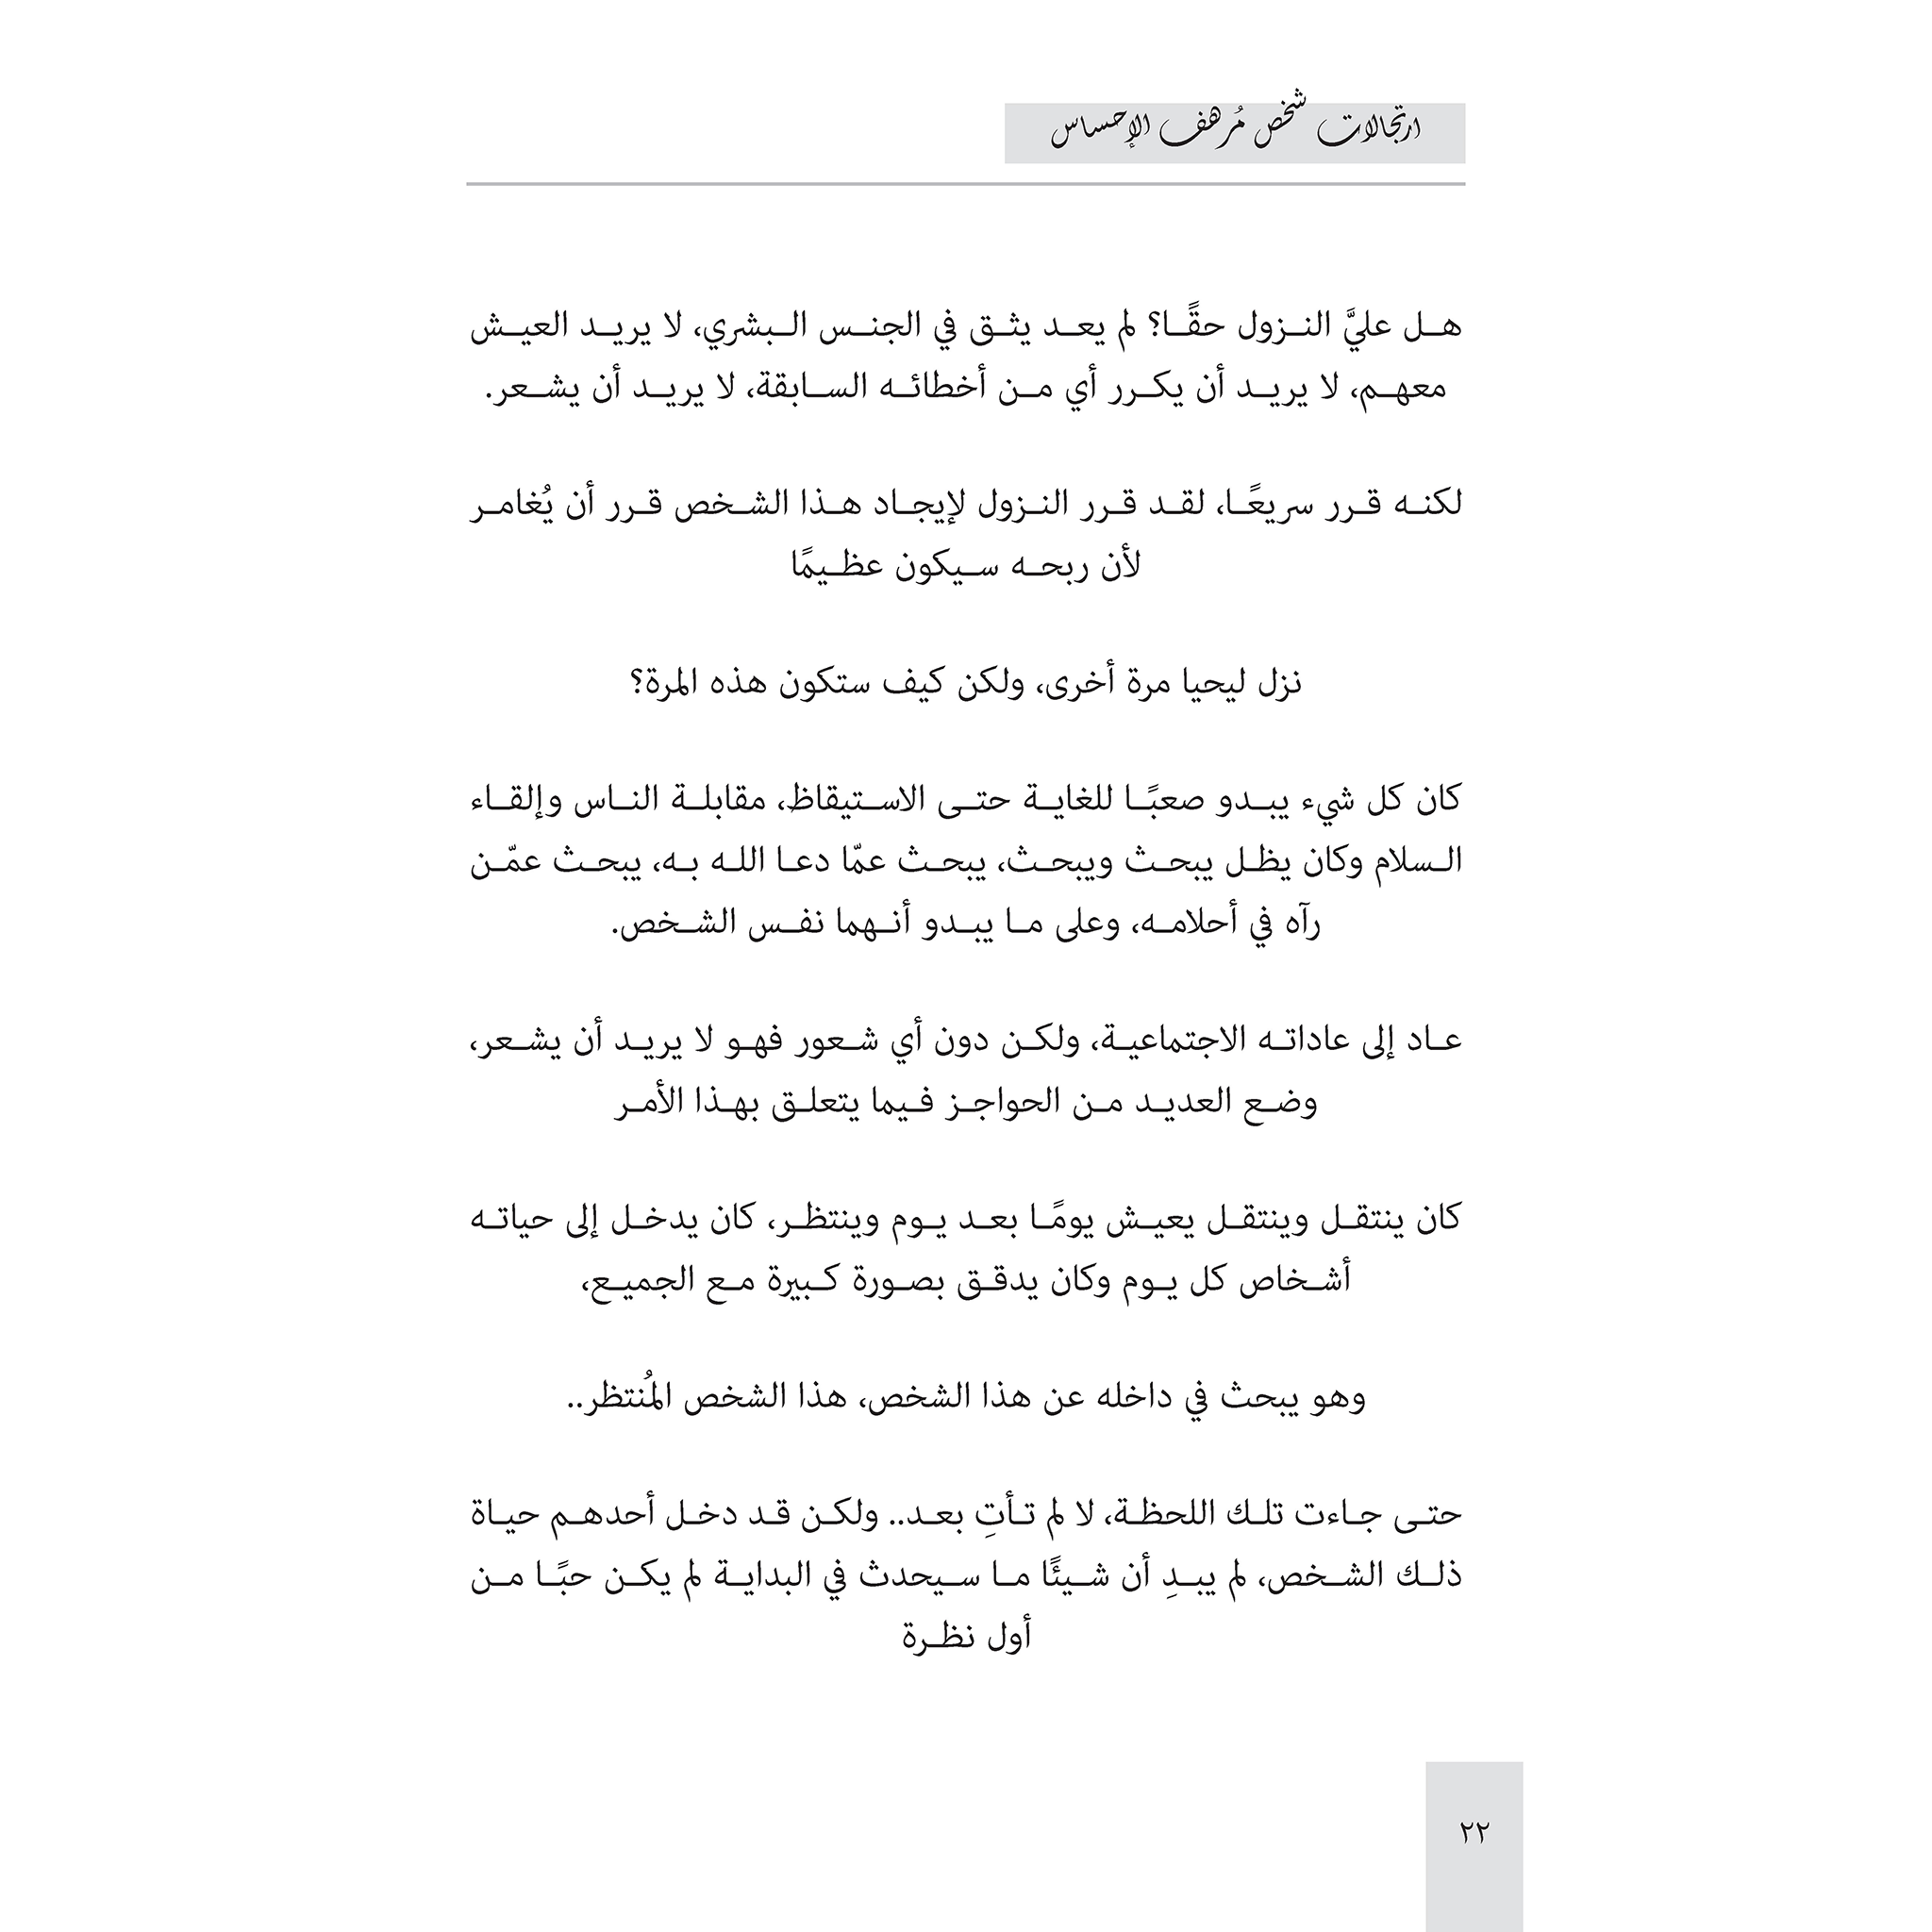 ارتجالات شخص مُرهف الإحساس
هل عليَّ النزول حقًّا؟ لم يعد يثق في الجنس البشري، لا يريد العيش
معهم، لا يريد أن يكرر أي من أخطائه السابقة، لا يريد أن يشعر.
لكنه قرر سريعًا، لقد قرر النزول لإيجاد هذا الشخص قرر أن يُغامر
لأن ربحه سيكون عظيمًا
نزل ليحيا مرة أخرى، ولكن كيف ستكون هذه المرة؟
كان كل شيء يبدو صعبًا للغاية حتى الاستيقاظ، مقابلة الناس وإلقاء
السلام وكان يظل يبحث ويبحث، يبحث عمّا دعا الله به، يبحث عمّن
رآه في أحلامه، وعلى ما يبدو أنهما نفس الشخص.
عاد إلى عاداته الاجتماعية، ولكن دون أي شعور فهو لا يريد أن يشعر،
وضع العديد من الحواجز فيما يتعلق بهذا الأمر
كان ينتقل وينتقل يعيش يومًا بعد يوم وينتظر، كان يدخل إلى حياته
أشخاص كل يوم وكان يدقق بصورة كبيرة مع الجميع،
وهو يبحث في داخله عن هذا الشخص، هذا الشخص المُنتظر..
حتى جاءت تلك اللحظة، لا لم تأتِ بعد.. ولكن قد دخل أحدهم حياة
ذلك الشخص، لم يبدِ أن شيئًا ما سيحدث في البداية لم يكن حبًا من
أول نظرة
٢٢